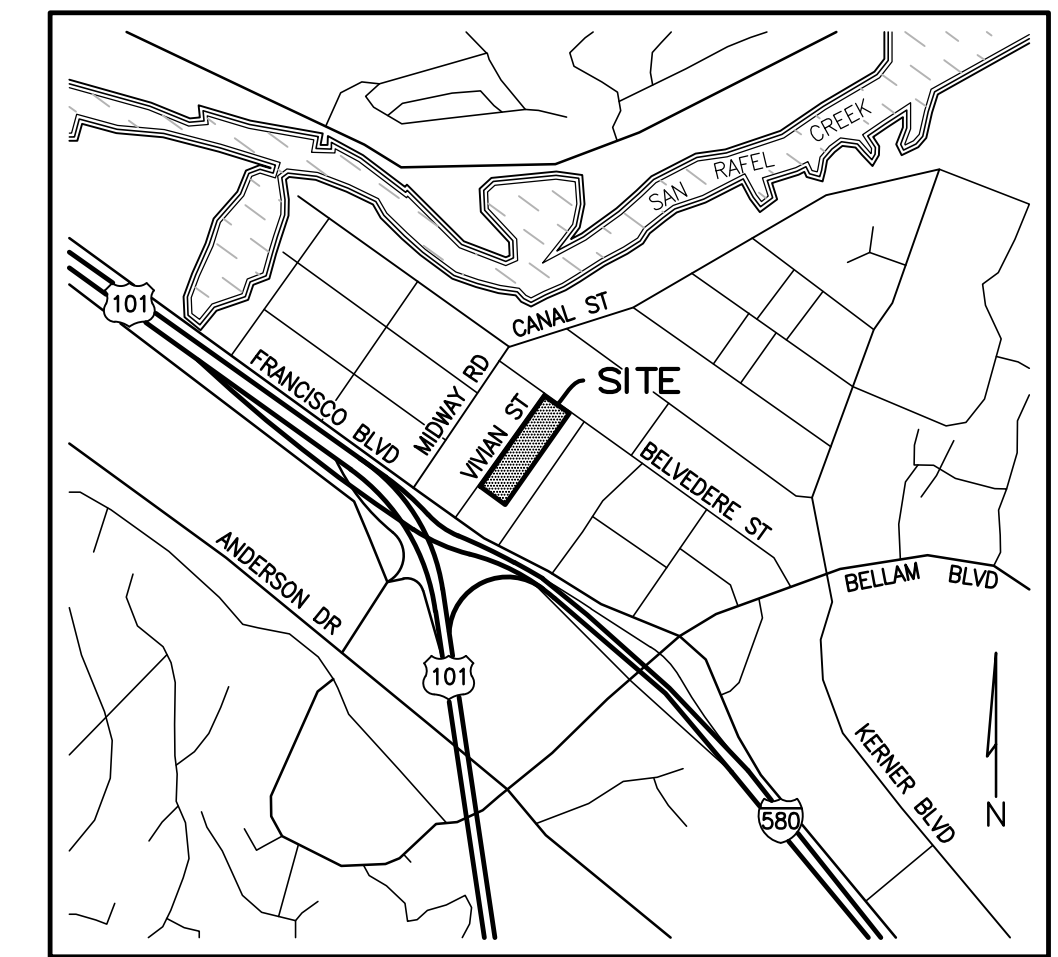 SAN RAFEL CREEK
101
CANAL ST
FRANCISCO BLVD
MIDWAY RD
VIVIAN ST
SITE
BELVEDERE ST
ANDERSON DR
BELLAM BLVD
101
KERNER BLVD
580
N